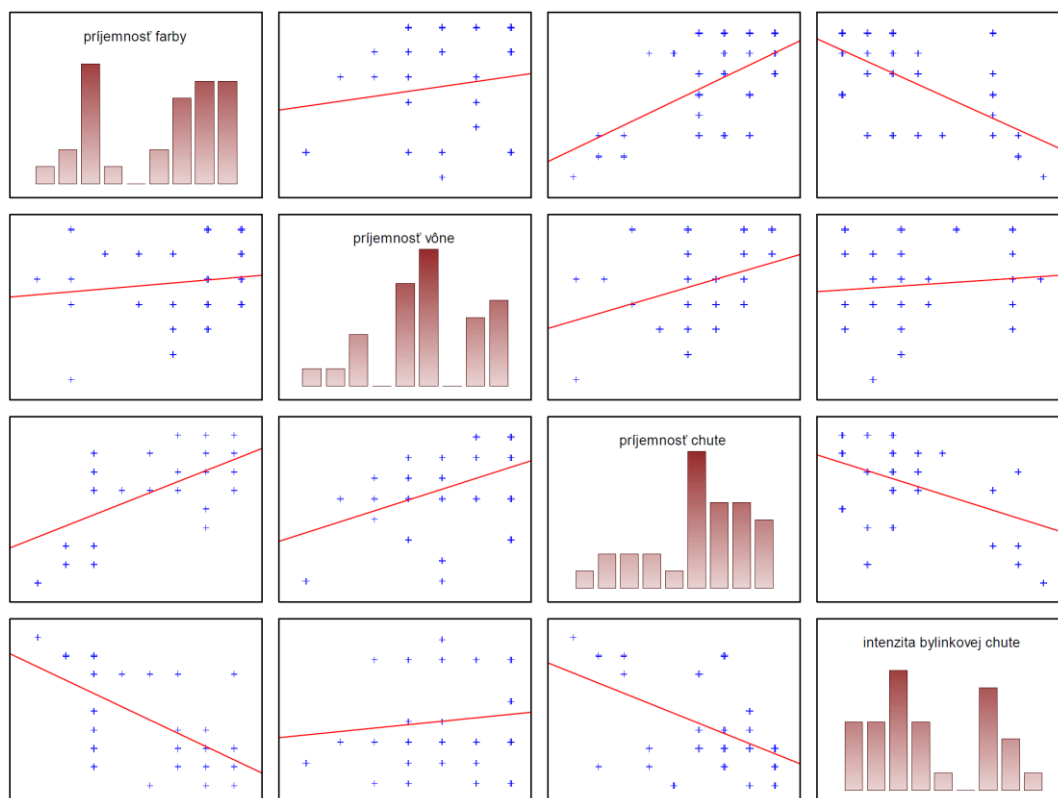 príjemnosť farby
príjemnosť vône
príjemnosť chute
intenzita bylinkovej chute